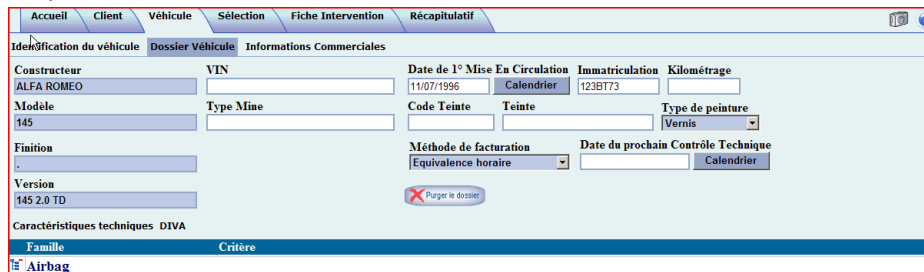 Accueil Client Véhicule Sélection Fiche Intervention Récapitulatif
Identification du véhicule Dossier Véhicule Informations Commerciales
Constructeur VIN Date de 1° Mise En Circulation Immatriculation Kilométrage
ALFA ROMEO 11/07/1996 Calendrier 123BT73
Modèle Type Mine Code Teinte Teinte Type de peinture
145 Vernis
Finition Méthode de facturation Date du prochain Contrôle Technique
. Equivalence horaire Calendrier
Version
145 2.0 TD Purger le dossier
Caractéristiques techniques DIVA
Famille Critère
Airbag